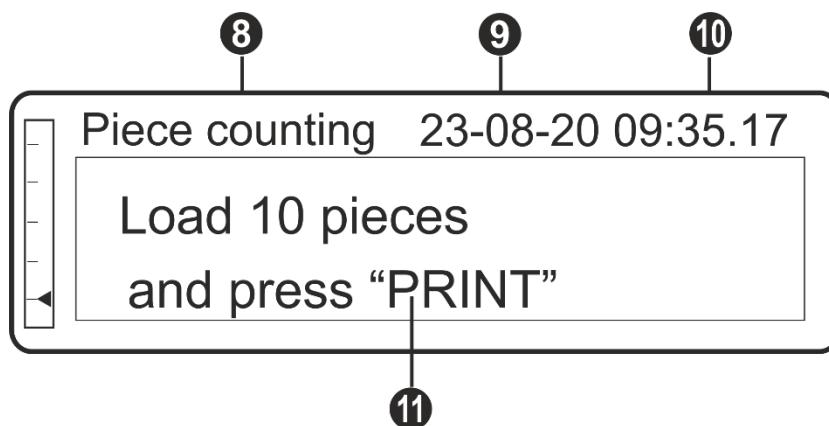 8 9 10
Piece counting 23-08-20 09:35.17
Load 10 pieces
and press “PRINT”
11